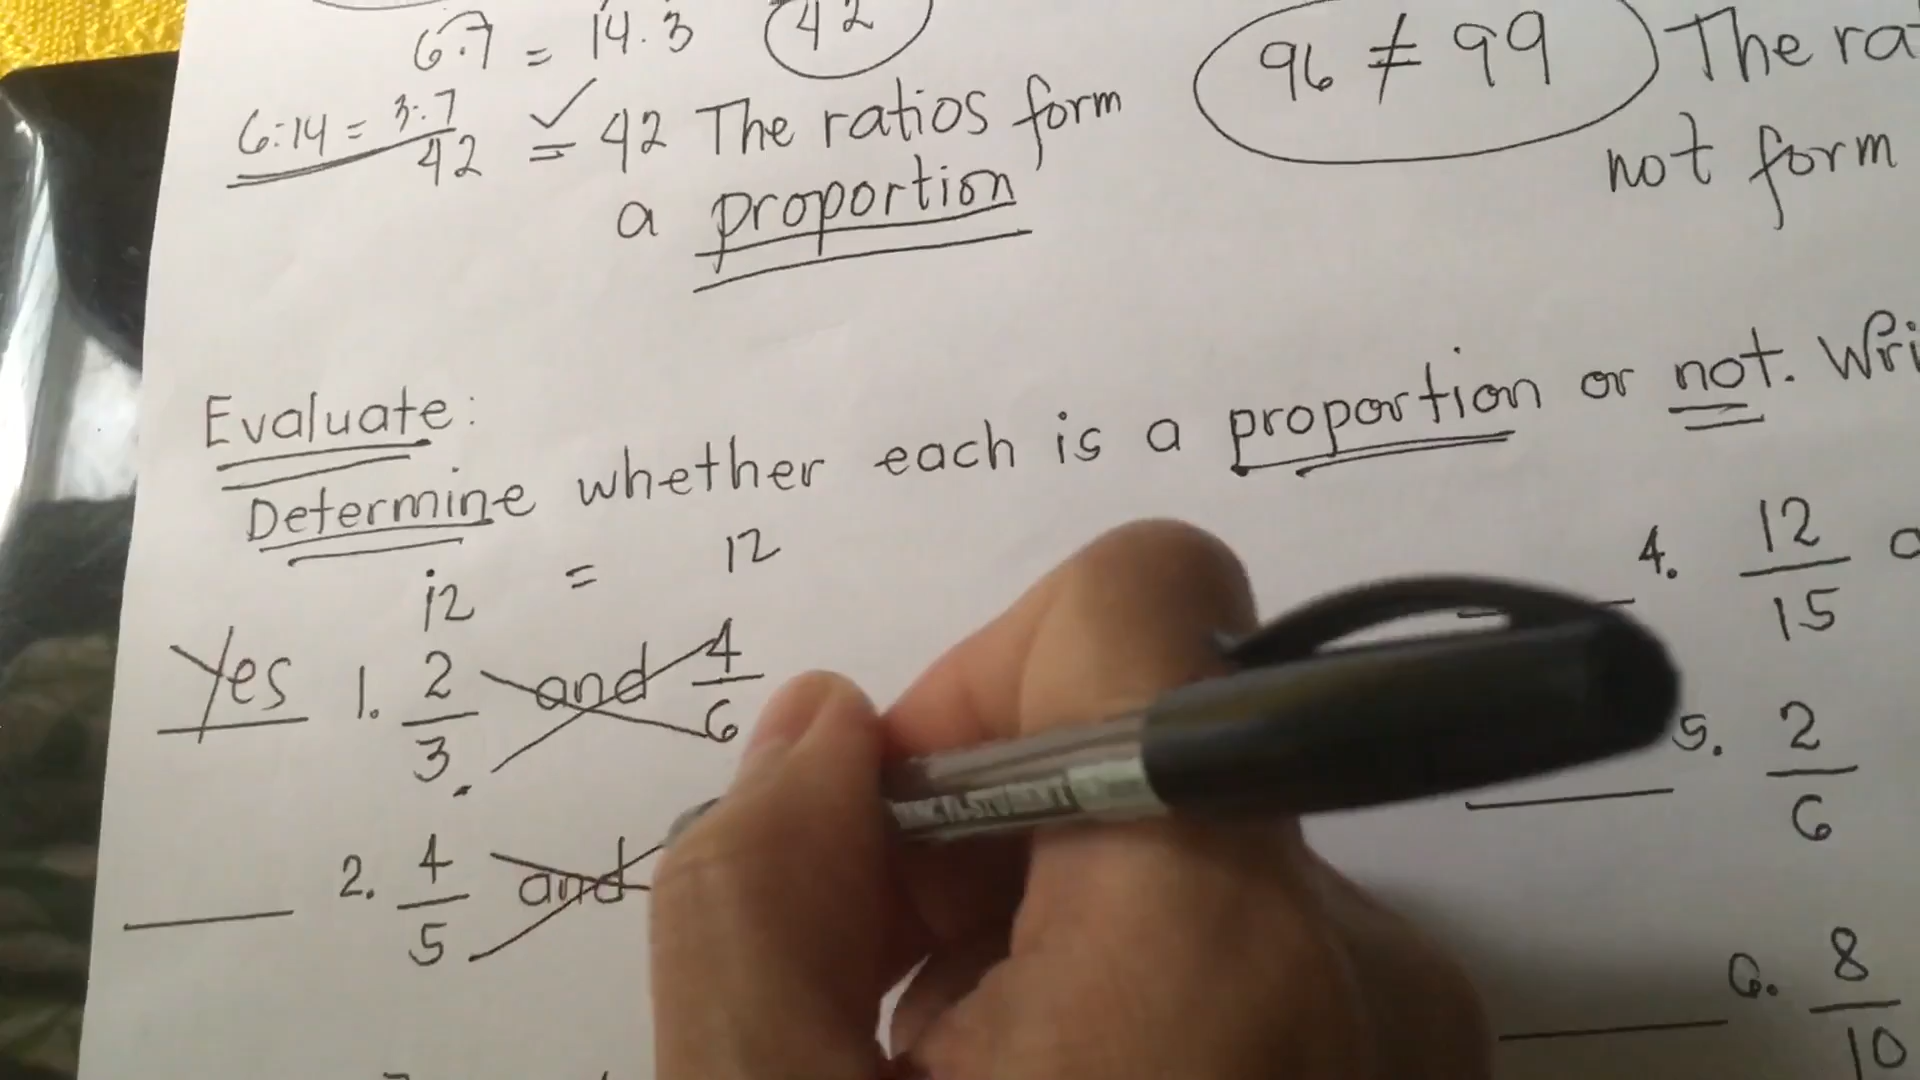 6.7 = 14.3 42
6:14 = 3.7
42 = 42 The ratios form
a proportion
96 ≠ 99 The
not form
Evaluate:
Determine whether each is a proportion or not.
12 = 12
Yes 1. 2/3 and 4/6
2. 4/5 and
4. 12/15
5. 2/6
6. 8/10